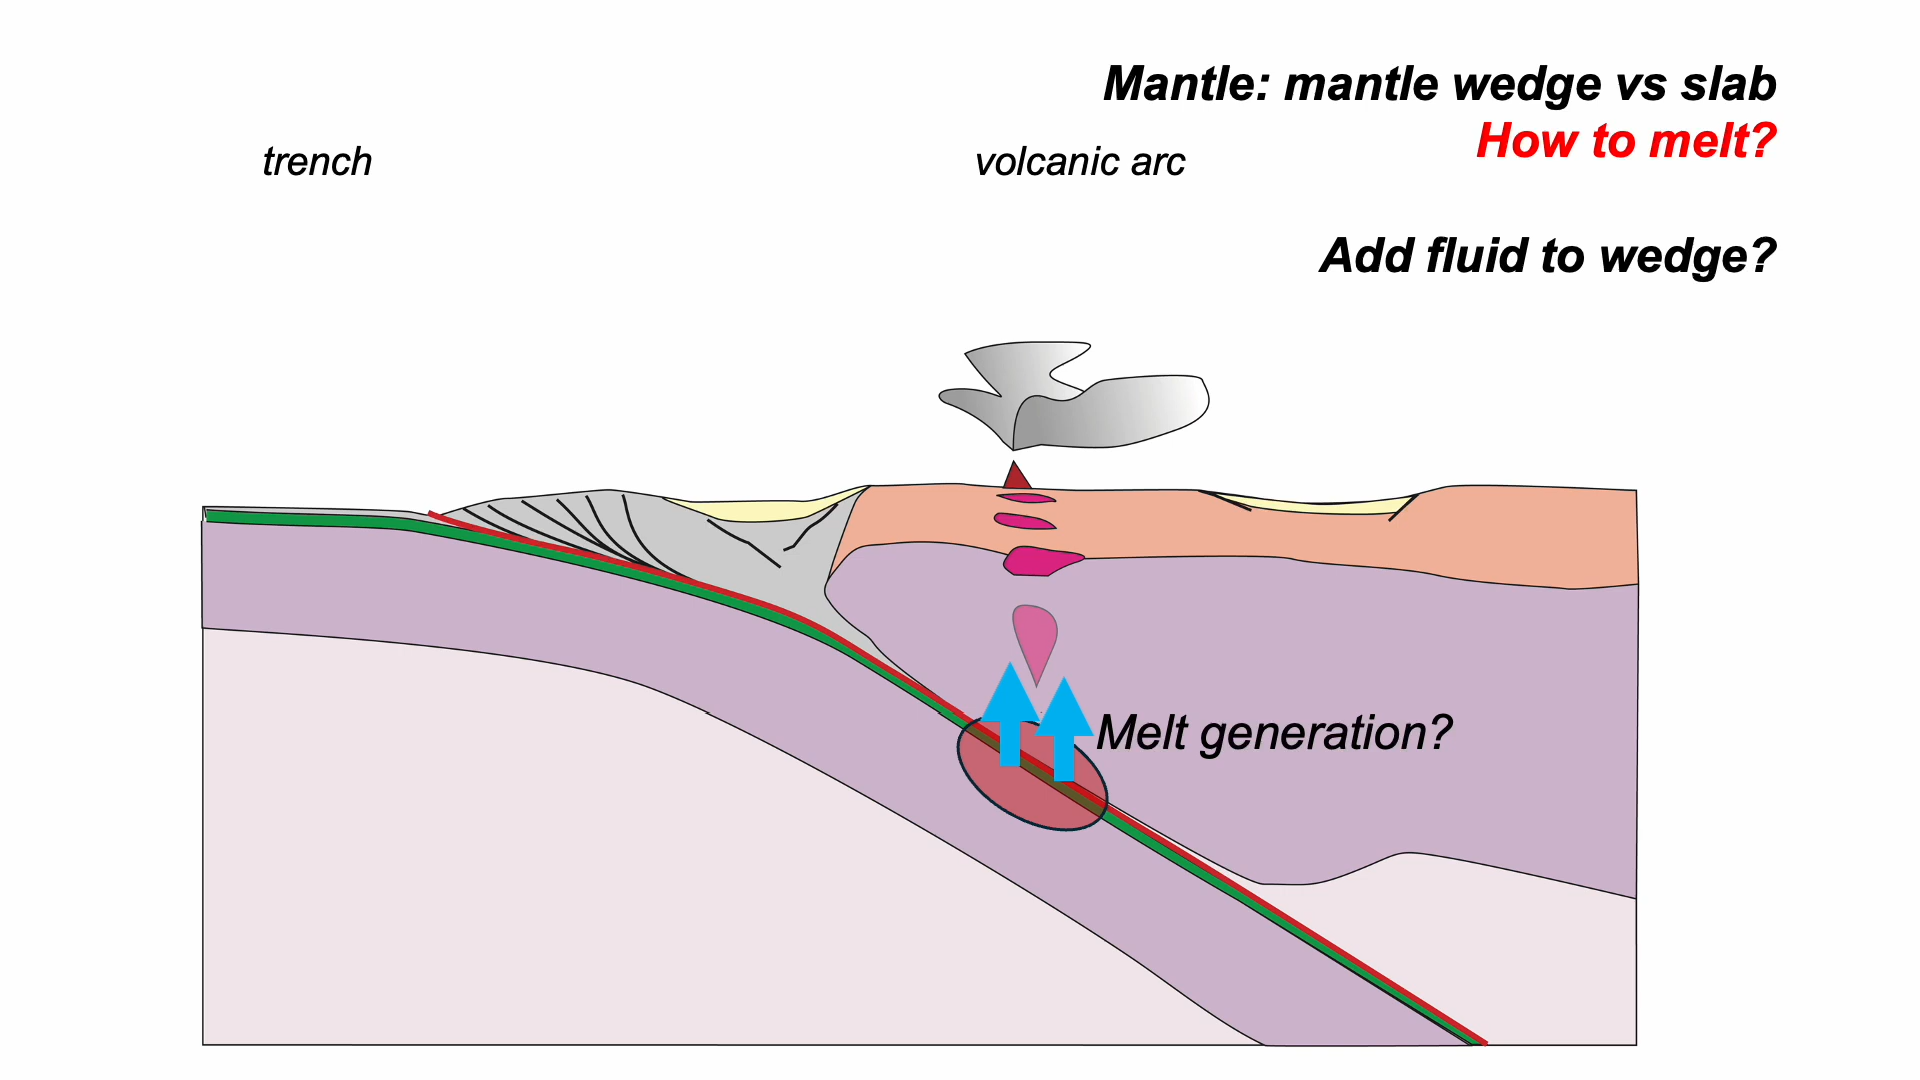 Mantle: mantle wedge vs slab
How to melt?
trench
volcanic arc
Add fluid to wedge?
Melt generation?